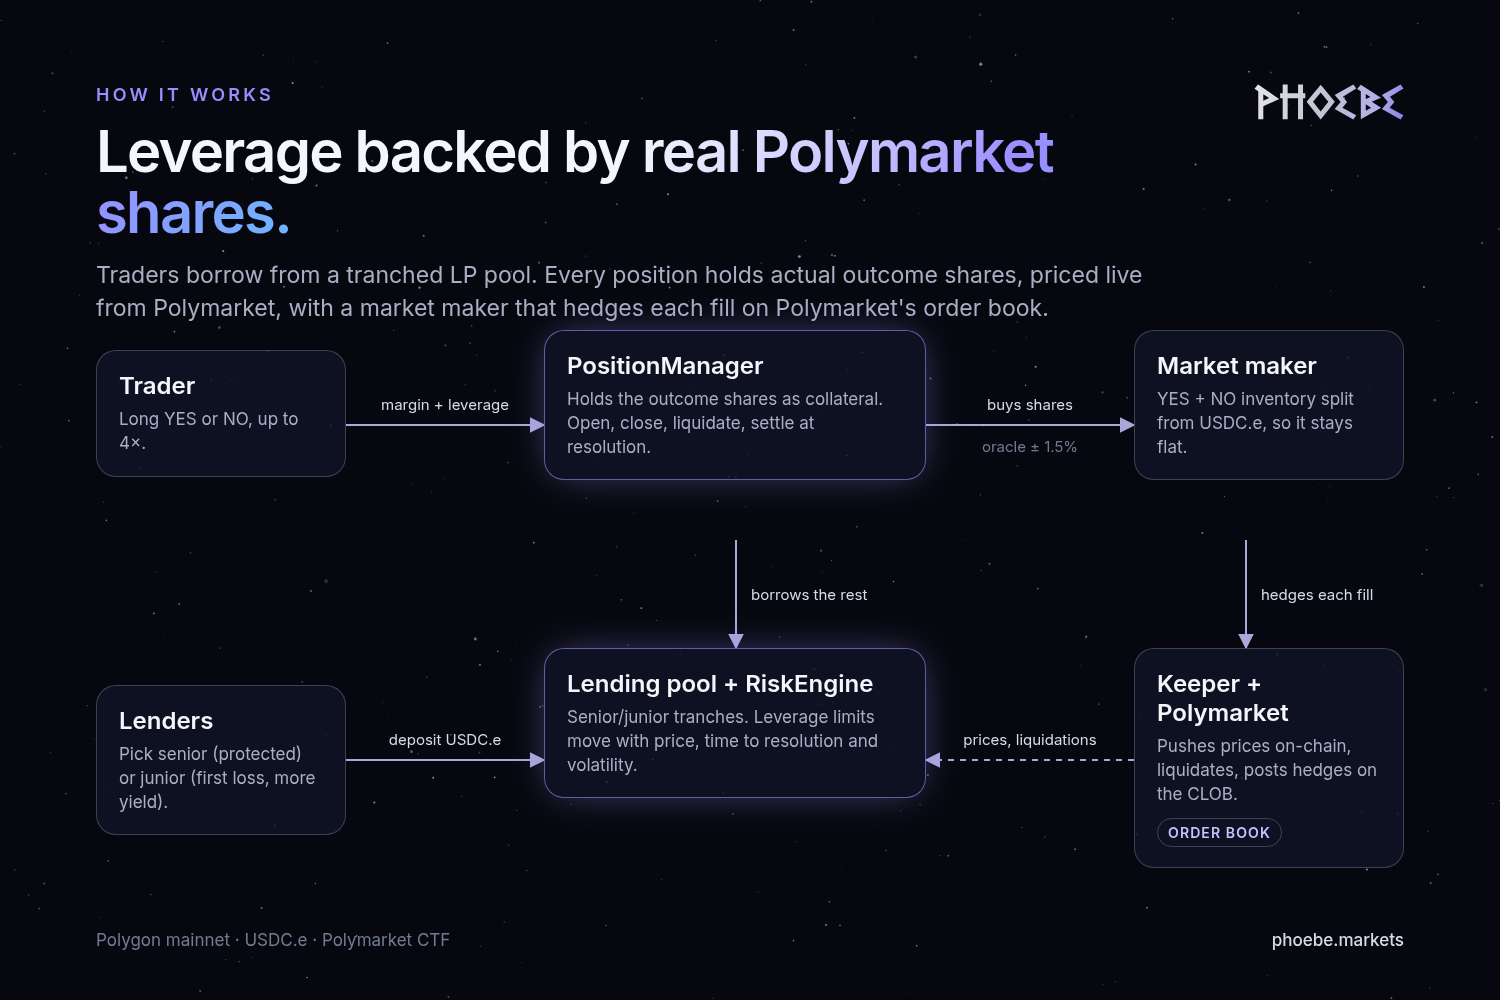 HOW IT WORKS
PHOEBE
Leverage backed by real Polymarket
shares.
Traders borrow from a tranched LP pool. Every position holds actual outcome shares, priced live
from Polymarket, with a market maker that hedges each fill on Polymarket's order book.
Trader
Long YES or NO, up to
4×.
margin + leverage
PositionManager
Holds the outcome shares as collateral.
Open, close, liquidate, settle at
resolution.
buys shares
oracle ± 1.5%
Market maker
YES + NO inventory split
from USDC.e, so it stays
flat.
borrows the rest
hedges each fill
Lenders
Pick senior (protected)
or junior (first loss, more
yield).
deposit USDC.e
Lending pool + RiskEngine
Senior/junior tranches. Leverage limits
move with price, time to resolution and
volatility.
prices, liquidations
Keeper +
Polymarket
Pushes prices on-chain,
liquidates, posts hedges on
the CLOB.
ORDER BOOK
Polygon mainnet · USDC.e · Polymarket CTF
phoebe.markets